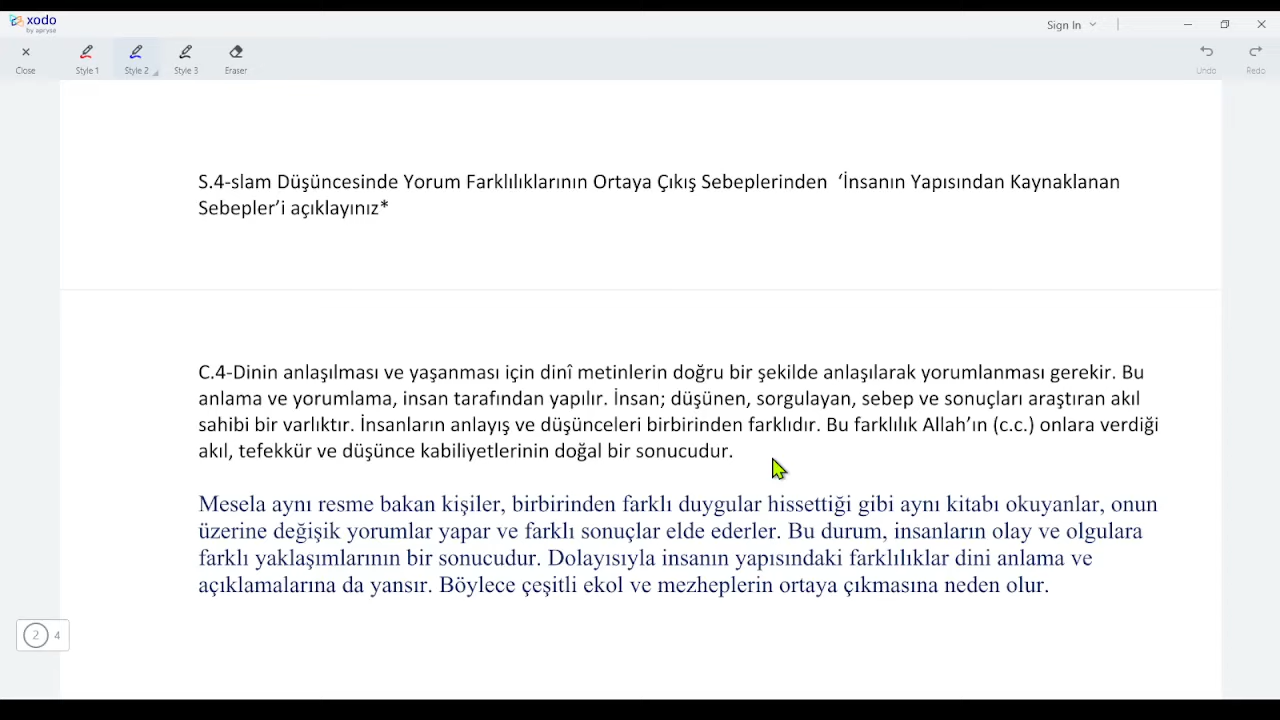 xodo
by apryse
Sign In
Close
Style 1
Style 2
Style 3
Eraser
Undo
Redo
S.4-slam Düşüncesinde Yorum Farklılıklarının Ortaya Çıkış Sebeplerinden ‘İnsanın Yapısından Kaynaklanan
Sebepler’i açıklayınız*
C.4-Dinin anlaşılması ve yaşanması için dinî metinlerin doğru bir şekilde anlaşılarak yorumlanması gerekir. Bu
anlama ve yorumlama, insan tarafından yapılır. İnsan; düşünen, sorgulayan, sebep ve sonuçları araştıran akıl
sahibi bir varlıktır. İnsanların anlayış ve düşünceleri birbirinden farklıdır. Bu farklılık Allah’ın (c.c.) onlara verdiği
akıl, tefekkür ve düşünce kabiliyetlerinin doğal bir sonucudur.
Mesela aynı resme bakan kişiler, birbirinden farklı duygular hissettiği gibi aynı kitabı okuyanlar, onun
üzerine değişik yorumlar yapar ve farklı sonuçlar elde ederler. Bu durum, insanların olay ve olgulara
farklı yaklaşımlarının bir sonucudur. Dolayısıyla insanın yapısındaki farklılıklar dini anlama ve
açıklamalarına da yansır. Böylece çeşitli ekol ve mezheplerin ortaya çıkmasına neden olur.
2 4